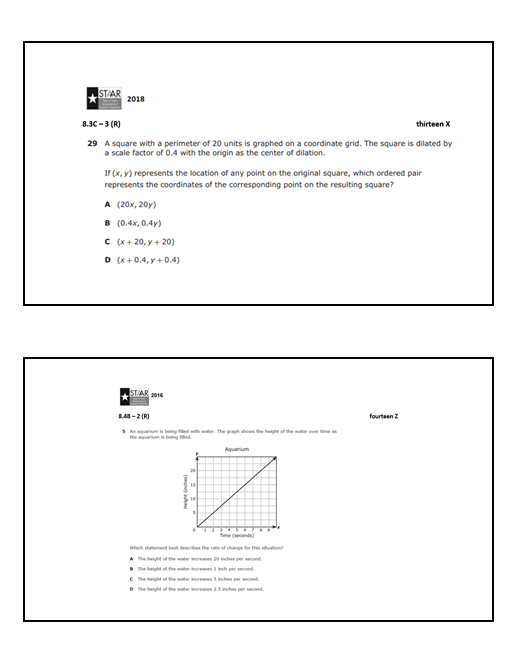 STAAR
2018
8.3C – 3 (R)
thirteen X
29 A square with a perimeter of 20 units is graphed on a coordinate grid. The square is dilated by
a scale factor of 0.4 with the origin as the center of dilation.
If (x, y) represents the location of any point on the original square, which ordered pair
represents the coordinates of the corresponding point on the resulting square?
A (20x, 20y)
B (0.4x, 0.4y)
C (x + 20, y + 20)
D (x + 0.4, y + 0.4)
STAAR
2016
8.4B – 2 (R)
fourteen Z
5 An aquarium is being filled with water. The graph shows the height of the water over time as
the aquarium is being filled.
Aquarium
y
20
15
10
5
Height (inches)
0 1 2 3 4 5 6 7 8 9 x
Time (seconds)
Which statement best describes the rate of change for this situation?
A The height of the water increases 20 inches per second.
B The height of the water increases 1 inch per second.
C The height of the water increases 5 inches per second.
D The height of the water increases 2.5 inches per second.